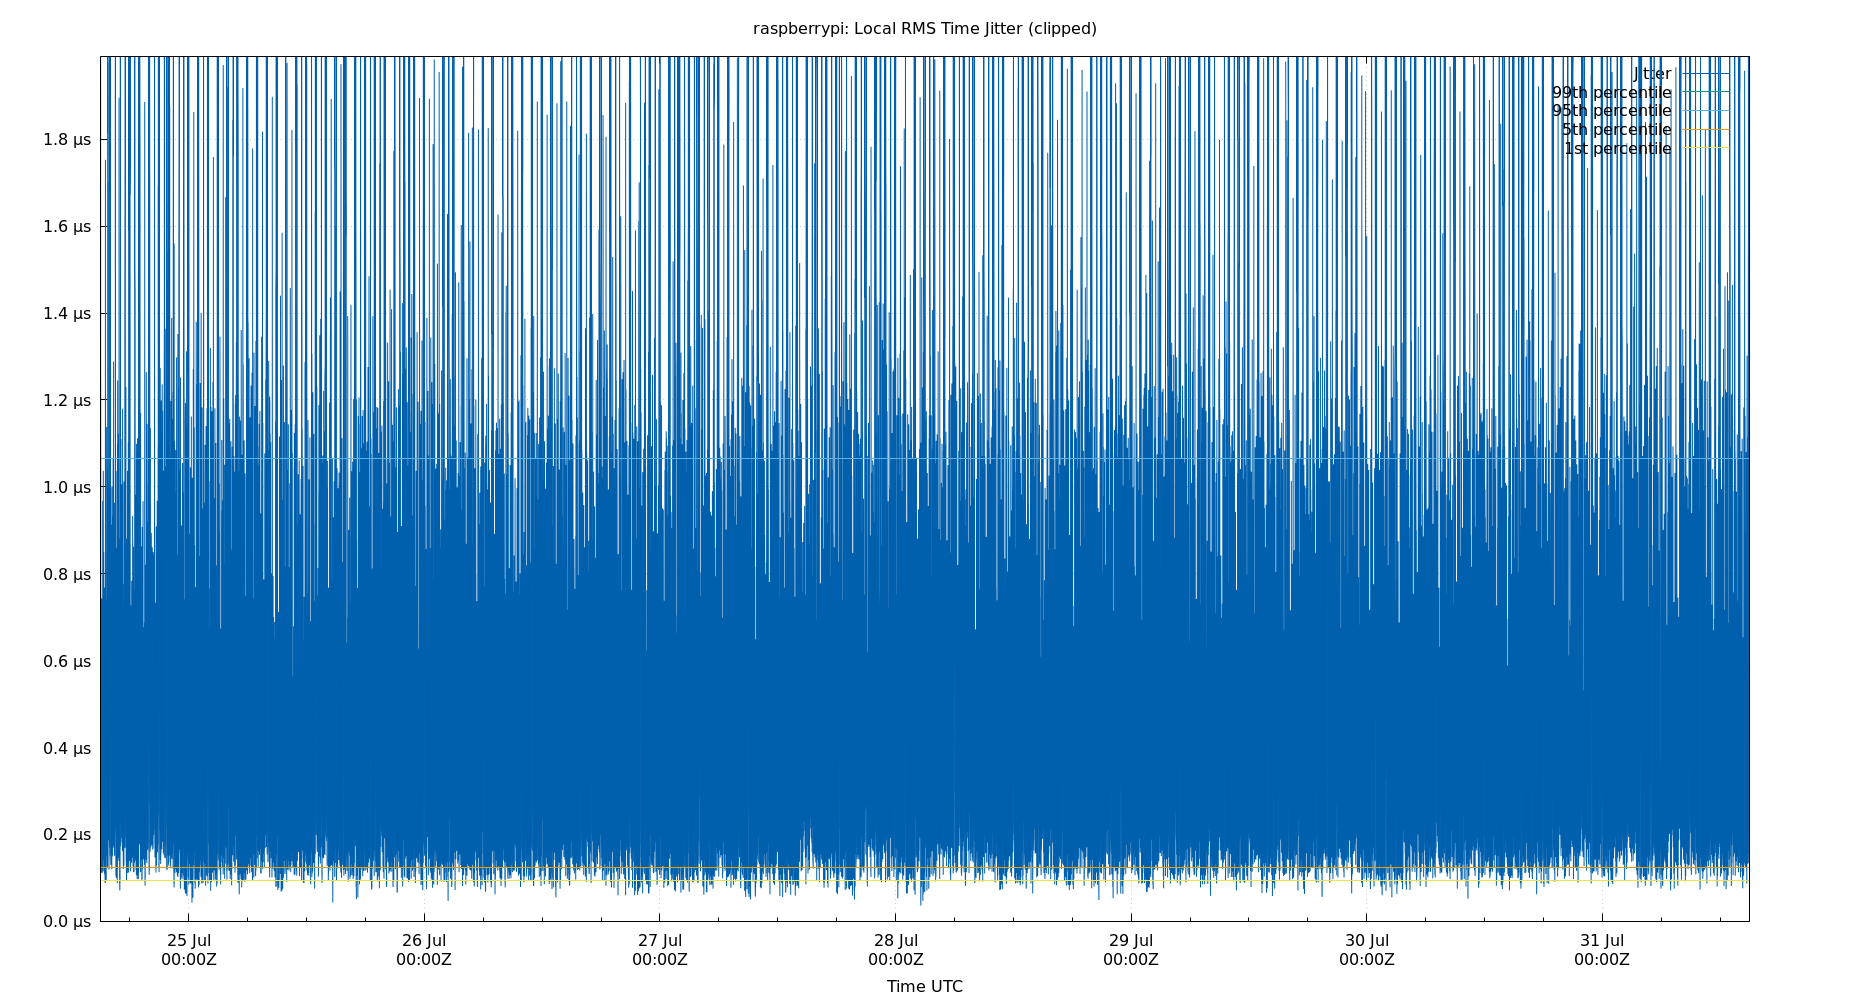 raspberrypi: Local RMS Time Jitter (clipped)
Jitter
99th percentile
95th percentile
5th percentile
1st percentile
1.8 µs
1.6 µs
1.4 µs
1.2 µs
1.0 µs
0.8 µs
0.6 µs
0.4 µs
0.2 µs
0.0 µs
25 Jul 26 Jul 27 Jul 28 Jul 29 Jul 30 Jul 31 Jul
00:00Z 00:00Z 00:00Z 00:00Z 00:00Z 00:00Z 00:00Z
Time UTC